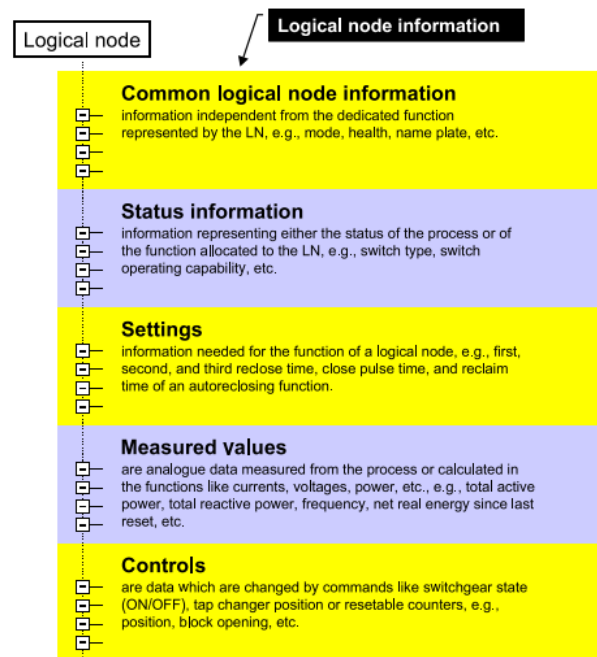 Logical node
Logical node information
Common logical node information
information independent from the dedicated function
represented by the LN, e.g., mode, health, name plate, etc.
Status information
information representing either the status of the process or of
the function allocated to the LN, e.g., switch type, switch
operating capability, etc.
Settings
information needed for the function of a logical node, e.g., first,
second, and third reclose time, close pulse time, and reclaim
time of an autoreclosing function.
Measured values
are analogue data measured from the process or calculated in
the functions like currents, voltages, power, etc., e.g., total active
power, total reactive power, frequency, net real energy since last
reset, etc.
Controls
are data which are changed by commands like switchgear state
(ON/OFF), tap changer position or resetable counters, e.g.,
position, block opening, etc.